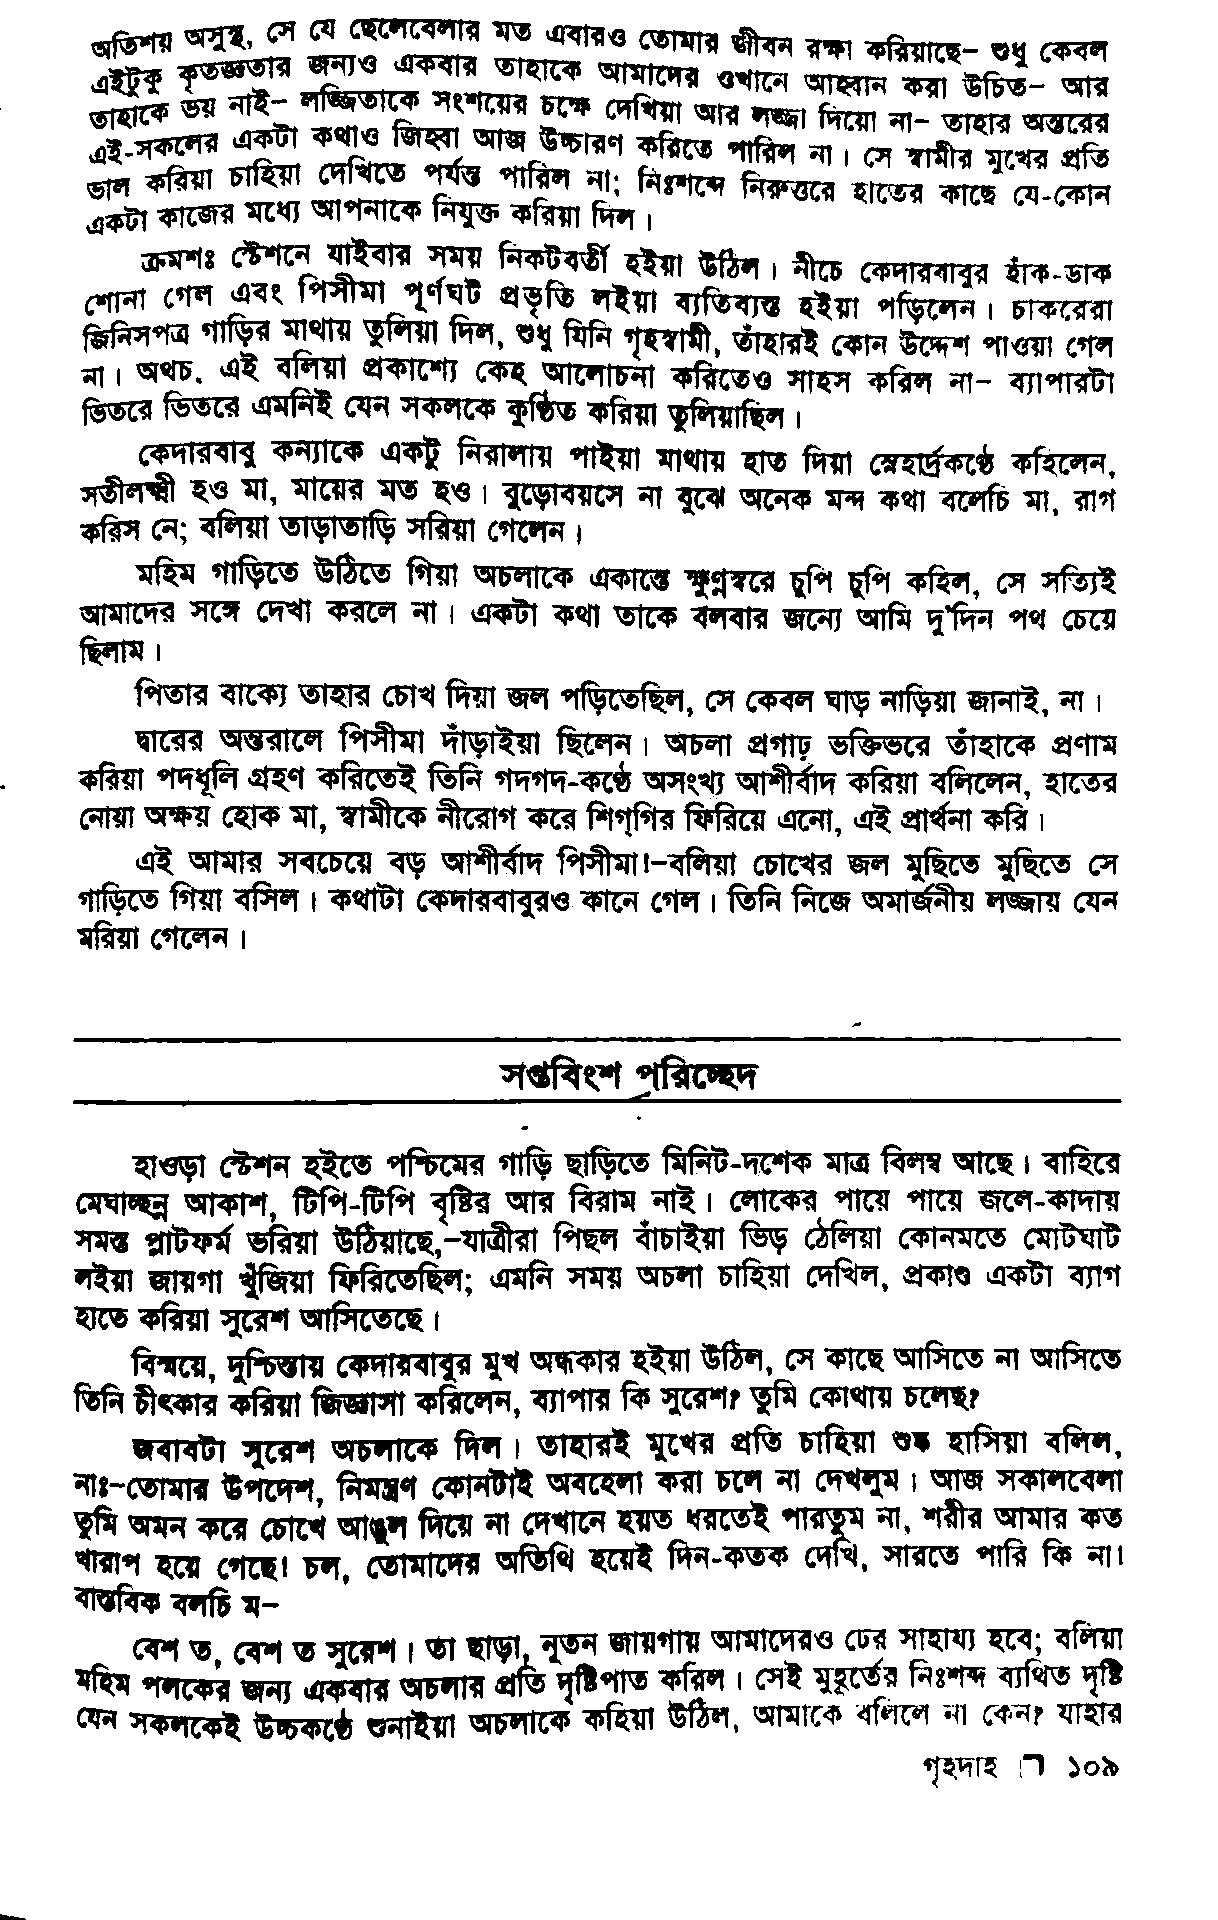 অতিশয় অসুস্থ, সে যে ছেলেবেলার মত এবারও তোমার জীবন রক্ষা করিয়াছে– শুধু কেবল
এইটুকু কৃতজ্ঞতার জন্যও একবার তাহাকে আমাদের ওখানে আহ্বান করা উচিত– আর
তাহাকে ভয় নাই– লজ্জিতাকে সংশয়ের চক্ষে দেখিয়া আর লজ্জা দিয়ো না– তাহার অন্তরের
এই-সকলের একটা কথাও জিহ্বা আজ উচ্চারণ করিতে পারিল না। সে স্বামীর মুখের প্রতি
ভাল করিয়া চাহিয়া দেখিতে পর্যন্ত পারিল না; নিঃশব্দে নিরুত্তরে হাতের কাছে যে-কোন
একটা কাজের মধ্যে আপনাকে নিযুক্ত করিয়া দিল।
ক্রমশঃ স্টেশনে যাইবার সময় নিকটবর্তী হইয়া উঠিল। নীচে কেদারবাবুর হাঁক-ডাক
শোনা গেল এবং পিসীমা পূর্ণঘট প্রভৃতি লইয়া ব্যতিব্যস্ত হইয়া পড়িলেন। চাকরেরা
জিনিসপত্র গাড়ির মাথায় তুলিয়া দিল, শুধু যিনি গৃহস্বামী, তাঁহারই কোন উদ্দেশ পাওয়া গেল
না। অথচ, এই বলিয়া প্রকাশ্যে কেহ আলোচনা করিতেও সাহস করিল না– ব্যাপারটা
ভিতরে ভিতরে এমনিই যেন সকলকে কুণ্ঠিত করিয়া তুলিয়াছিল।
কেদারবাবু কন্যাকে একটু নিরালায় পাইয়া মাথায় হাত দিয়া স্নেহার্দ্রকণ্ঠে কহিলেন,
সতীলক্ষ্মী হও মা, মায়ের মত হও। বুড়োবয়সে না বুঝে অনেক মন্দ কথা বলেচি মা, রাগ
করিস নে; বলিয়া তাড়াতাড়ি সরিয়া গেলেন।
মহিম গাড়িতে উঠিতে গিয়া অচলাকে একান্তে ক্ষুণ্নস্বরে চুপি চুপি কহিল, সে সত্যিই
আমাদের সঙ্গে দেখা করলে না। একটা কথা তাকে বলবার জন্যে আমি দু'দিন পথ চেয়ে
ছিলাম।
পিতার বাক্যে তাহার চোখ দিয়া জল পড়িতেছিল, সে কেবল ঘাড় নাড়িয়া জানাই, না।
দ্বারের অন্তরালে পিসীমা দাঁড়াইয়া ছিলেন। অচলা প্রগাঢ় ভক্তিভরে তাঁহাকে প্রণাম
করিয়া পদধূলি গ্রহণ করিতেই তিনি গদগদ-কণ্ঠে অসংখ্য আশীর্বাদ করিয়া বলিলেন, হাতের
নোয়া অক্ষয় হোক মা, স্বামীকে নীরোগ করে শিগ্‌গির ফিরিয়ে এনো, এই প্রার্থনা করি।
এই আমার সবচেয়ে বড় আশীর্বাদ পিসীমা!–বলিয়া চোখের জল মুছিতে মুছিতে সে
গাড়িতে গিয়া বসিল। কথাটা কেদারবাবুরও কানে গেল। তিনি নিজে অমার্জনীয় লজ্জায় যেন
মরিয়া গেলেন।
সপ্তবিংশ পরিচ্ছেদ
হাওড়া স্টেশন হইতে পশ্চিমের গাড়ি ছাড়িতে মিনিট-দশেক মাত্র বিলম্ব আছে। বাহিরে
মেঘাচ্ছন্ন আকাশ, টিপি-টিপি বৃষ্টির আর বিরাম নাই। লোকের পায়ে পায়ে জলে-কাদায়
সমস্ত প্লাটফর্ম ভরিয়া উঠিয়াছে,–যাত্রীরা পিছল বাঁচাইয়া ভিড় ঠেলিয়া কোনমতে মোটঘাট
লইয়া জায়গা খুঁজিয়া ফিরিতেছিল; এমনি সময় অচলা চাহিয়া দেখিল, প্রকাণ্ড একটা ব্যাগ
হাতে করিয়া সুরেশ আসিতেছে।
বিস্ময়ে, দুশ্চিন্তায় কেদারবাবুর মুখ অন্ধকার হইয়া উঠিল, সে কাছে আসিতে না আসিতে
তিনি চীৎকার করিয়া জিজ্ঞাসা করিলেন, ব্যাপার কি সুরেশ? তুমি কোথায় চলেছ?
জবাবটা সুরেশ অচলাকে দিল। তাহারই মুখের প্রতি চাহিয়া শুষ্ক হাসিয়া বলিল,
নাঃ–তোমার উপদেশ, নিমন্ত্রণ কোনটাই অবহেলা করা চলে না দেখলুম। আজ সকালবেলা
তুমি অমন করে চোখে আঙুল দিয়ে না দেখানে হয়ত ধরতেই পারতুম না, শরীর আমার কত
খারাপ হয়ে গেছে! চল, তোমাদের অতিথি হয়েই দিন-কতক দেখি, সারতে পারি কি না।
বাস্তবিক বলচি ম–
বেশ ত, বেশ ত সুরেশ। তা ছাড়া, নূতন জায়গায় আমাদেরও ঢের সাহায্য হবে; বলিয়া
মহিম পলকের জন্য একবার অচলার প্রতি দৃষ্টিপাত করিল। সেই মুহূর্তের নিঃশব্দ ব্যথিত দৃষ্টি
যেন সকলকেই উচ্চকণ্ঠে শুনাইয়া অচলাকে কহিয়া উঠিল, আমাকে বলিলে না কেন? যাহার
গৃহদাহ ১০৯